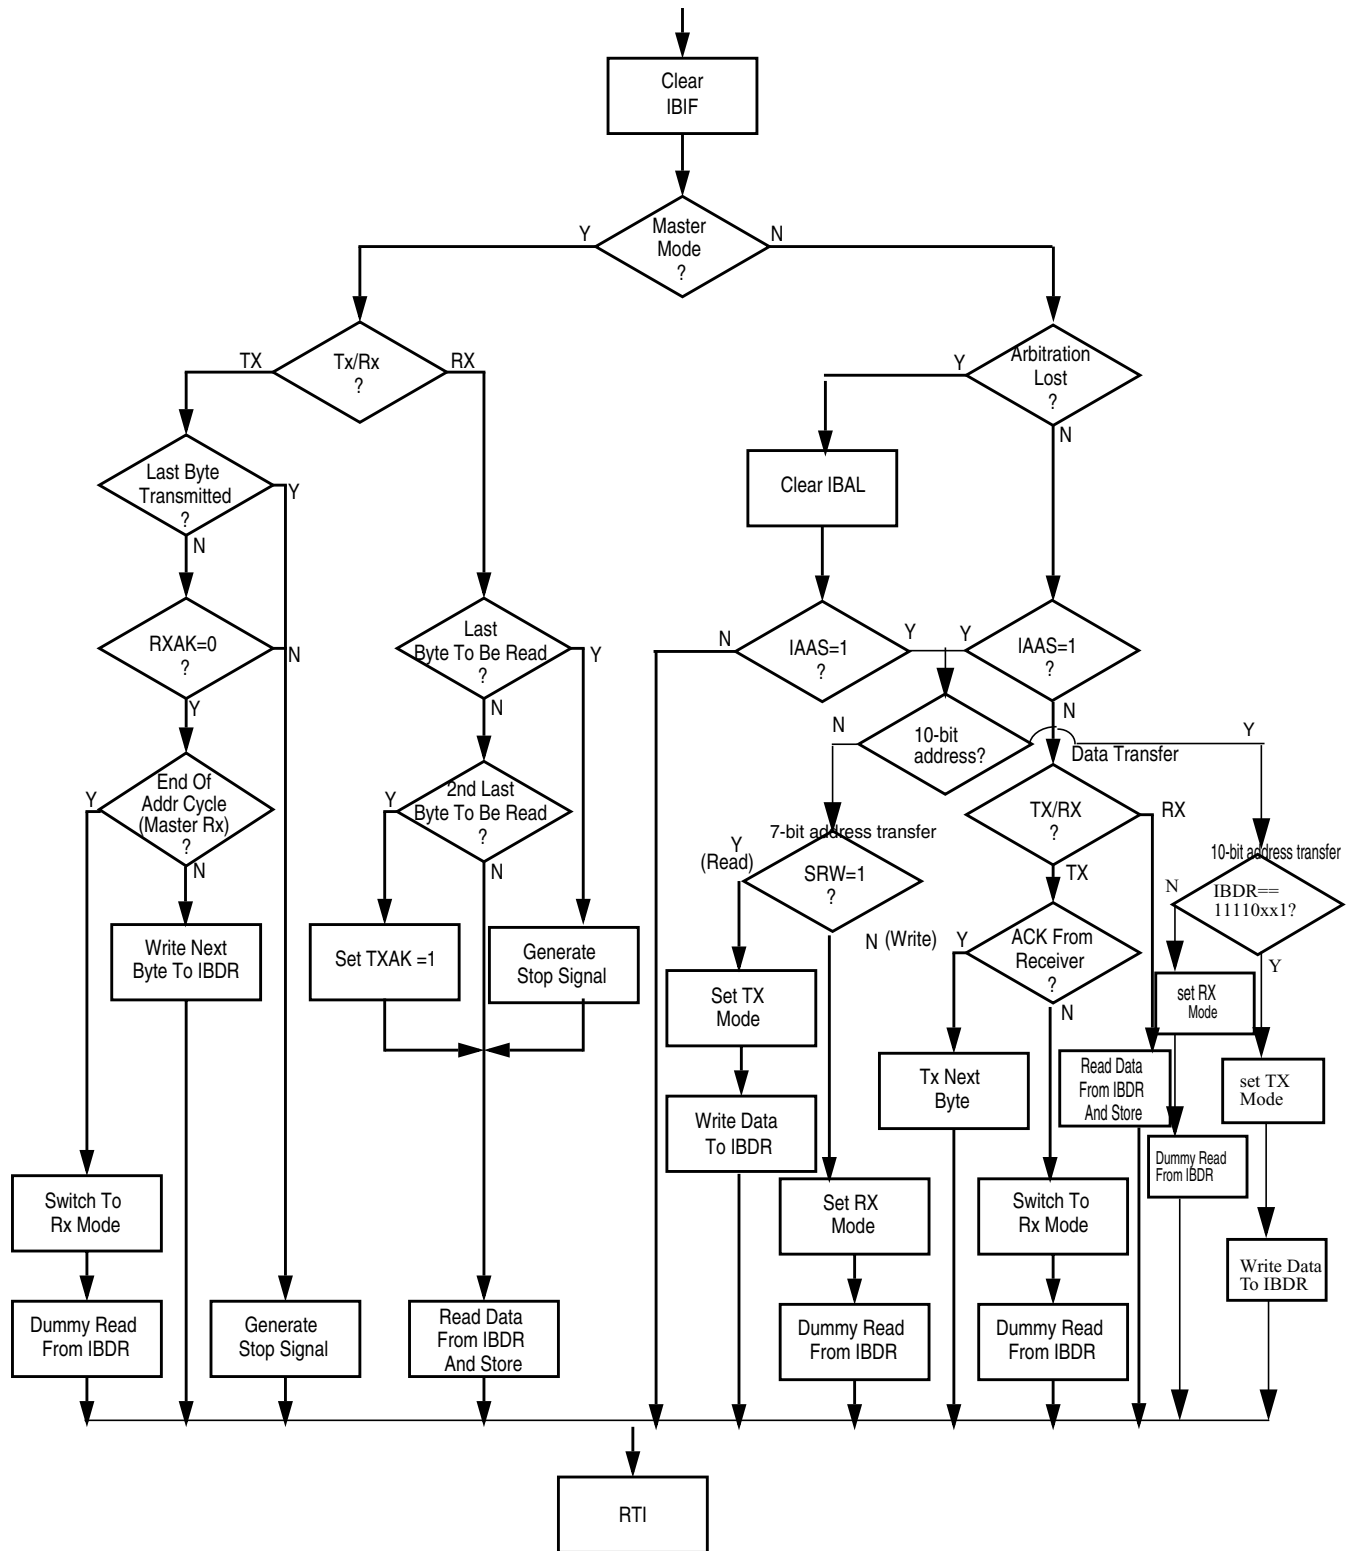 Clear
IBIF
Master
Mode
?
Y
N
Tx/Rx
?
TX
RX
Arbitration
Lost
?
Y
N
Last Byte
Transmitted
?
Y
N
Clear IBAL
RXAK=0
?
N
Y
Last
Byte To Be Read
?
Y
N
IAAS=1
?
N
Y
IAAS=1
?
Y
N
10-bit
address?
N
Y
Data Transfer
End Of
Addr Cycle
(Master Rx)
?
Y
N
2nd Last
Byte To Be Read
?
Y
N
7-bit address transfer
SRW=1
?
Y
(Read)
N (Write)
TX/RX
?
RX
TX
10-bit address transfer
IBDR==
11110xx1?
N
Y
Write Next
Byte To IBDR
Set TXAK =1
Generate
Stop Signal
Set TX
Mode
ACK From
Receiver
?
Y
N
set RX
Mode
Tx Next
Byte
Read Data
From IBDR
And Store
set TX
Mode
Write Data
To IBDR
Dummy Read
From IBDR
Switch To
Rx Mode
Set RX
Mode
Switch To
Rx Mode
Write Data
To IBDR
Dummy Read
From IBDR
Generate
Stop Signal
Read Data
From IBDR
And Store
Dummy Read
From IBDR
Dummy Read
From IBDR
RTI